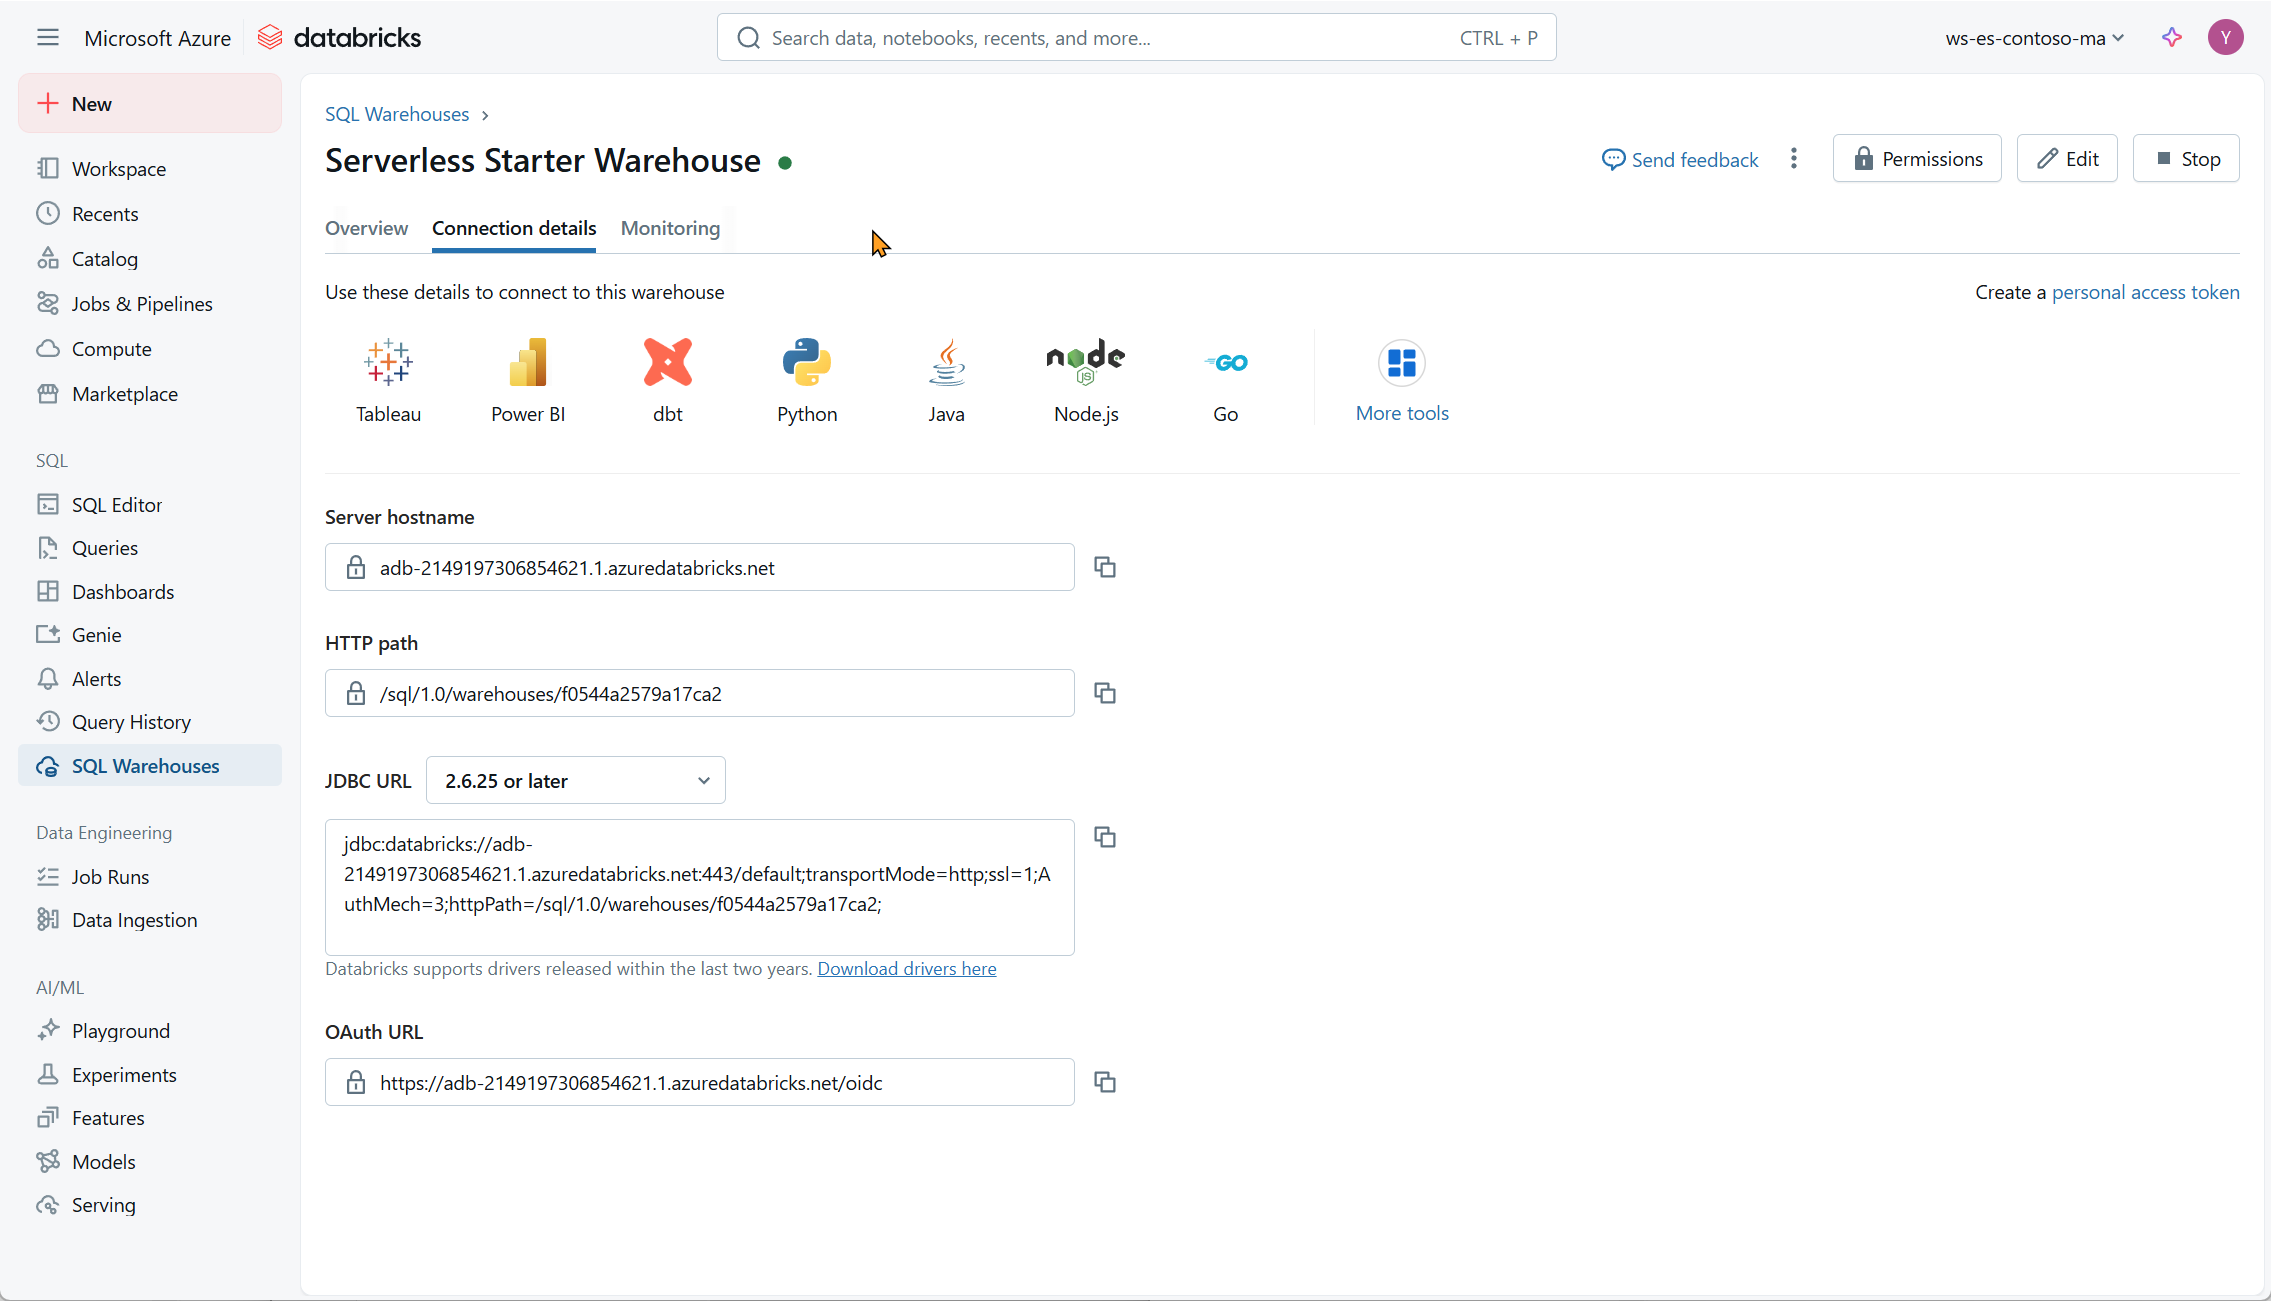 Microsoft Azure
databricks
Search data, notebooks, recents, and more...
CTRL + P
ws-es-contoso-ma
Y
New
Workspace
Recents
Catalog
Jobs & Pipelines
Compute
Marketplace
SQL
SQL Editor
Queries
Dashboards
Genie
Alerts
Query History
SQL Warehouses
Data Engineering
Job Runs
Data Ingestion
AI/ML
Playground
Experiments
Features
Models
Serving
SQL Warehouses
Serverless Starter Warehouse
Send feedback
Permissions
Edit
Stop
Overview
Connection details
Monitoring
Use these details to connect to this warehouse
Create a personal access token
Tableau
Power BI
dbt
Python
Java
node
JS
Node.js
GO
Go
More tools
Server hostname
adb-2149197306854621.1.azuredatabricks.net
HTTP path
/sql/1.0/warehouses/f0544a2579a17ca2
JDBC URL
2.6.25 or later
jdbc:databricks://adb-
2149197306854621.1.azuredatabricks.net:443/default;transportMode=http;ssl=1;A
uthMech=3;httpPath=/sql/1.0/warehouses/f0544a2579a17ca2;
Databricks supports drivers released within the last two years. Download drivers here
OAuth URL
https://adb-2149197306854621.1.azuredatabricks.net/oidc